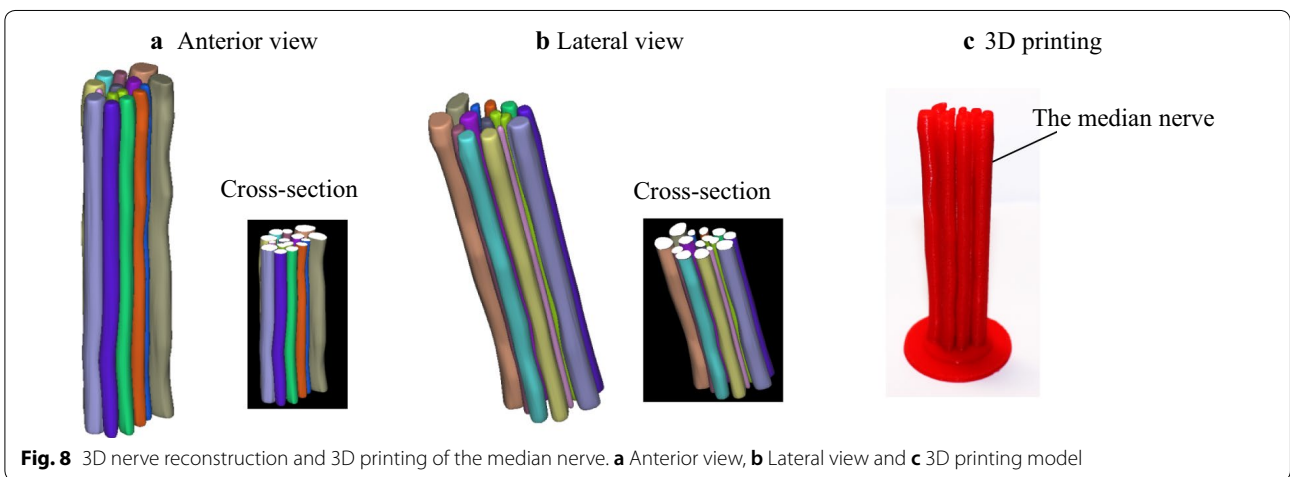 a Anterior view
b Lateral view
c 3D printing
The median nerve
Cross-section
Cross-section
Fig. 8 3D nerve reconstruction and 3D printing of the median nerve. a Anterior view, b Lateral view and c 3D printing model